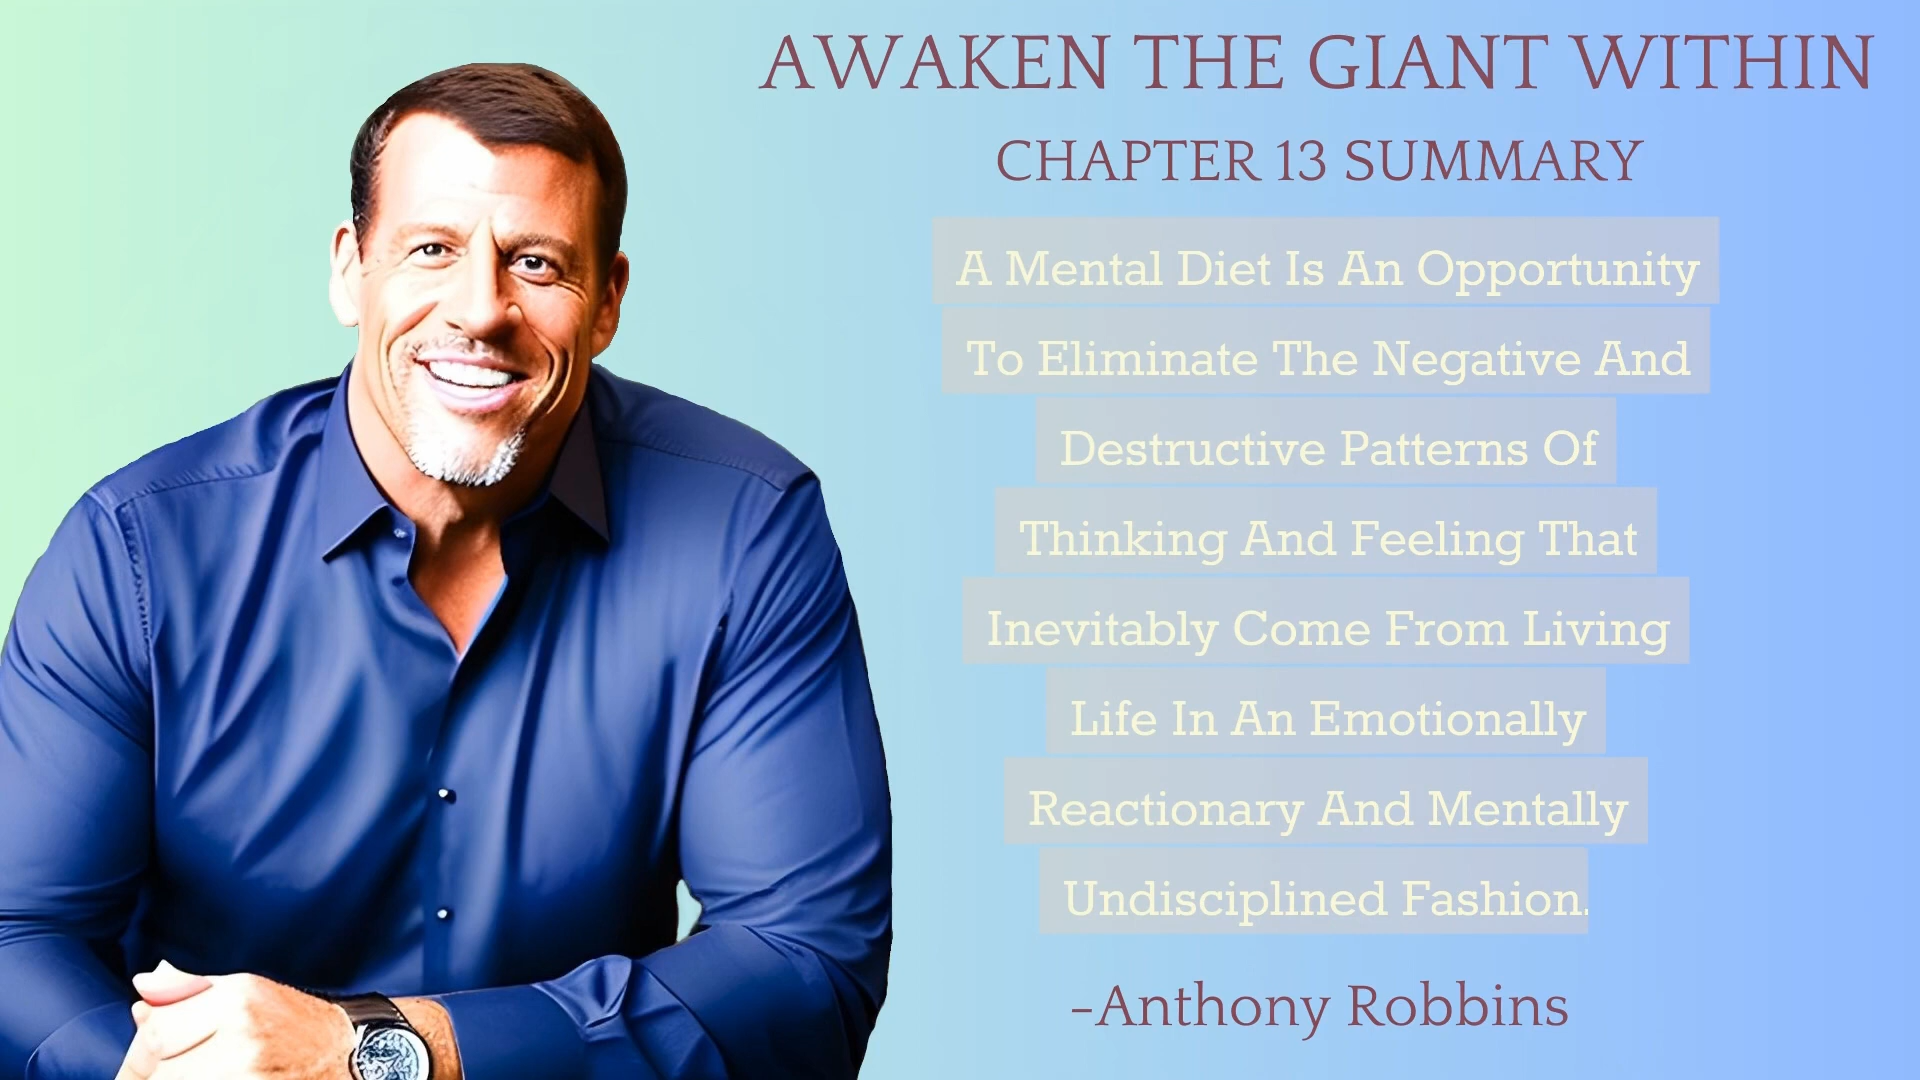 AWAKEN THE GIANT WITHIN
CHAPTER 13 SUMMARY
A Mental Diet Is An Opportunity
To Eliminate The Negative And
Destructive Patterns Of
Thinking And Feeling That
Inevitably Come From Living
Life In An Emotionally
Reactionary And Mentally
Undisciplined Fashion.
–Anthony Robbins